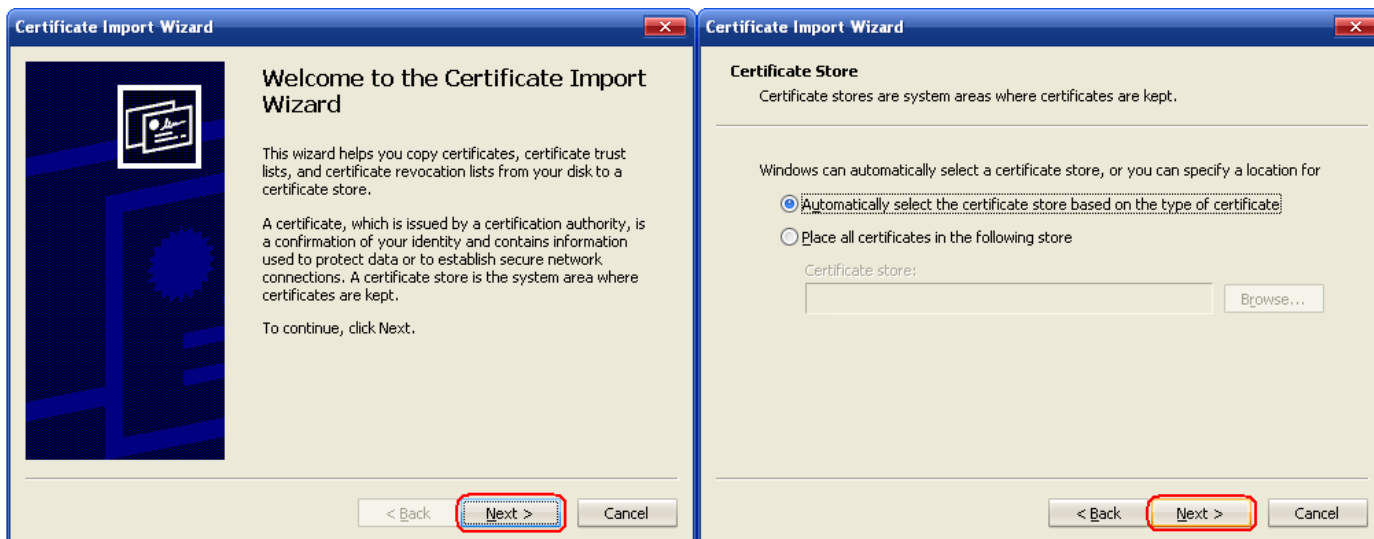 Certificate Import Wizard
Welcome to the Certificate Import
Wizard
This wizard helps you copy certificates, certificate trust
lists, and certificate revocation lists from your disk to a
certificate store.
A certificate, which is issued by a certification authority, is
a confirmation of your identity and contains information
used to protect data or to establish secure network
connections. A certificate store is the system area where
certificates are kept.
To continue, click Next.
< Back
Next >
Cancel
Certificate Import Wizard
Certificate Store
Certificate stores are system areas where certificates are kept.
Windows can automatically select a certificate store, or you can specify a location for
Automatically select the certificate store based on the type of certificate
Place all certificates in the following store
Certificate store:
Browse...
< Back
Next >
Cancel